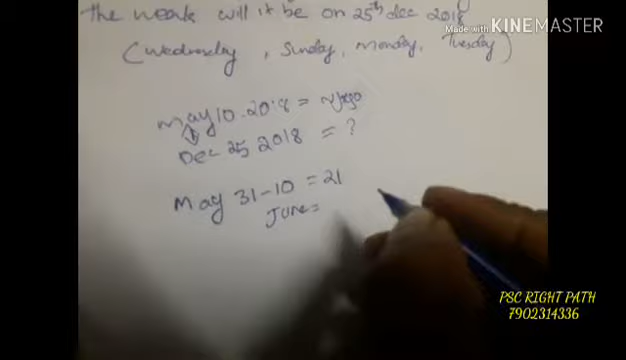 the weak will it be on 25th dec 2018
Made with KINEMASTER
(Wednesday, Sunday, Monday, Tuesday)
May 10.2018 =
Dec 25 2018 = ?
May 31-10 = 21
June =
PSC RIGHT PATH
7902314336